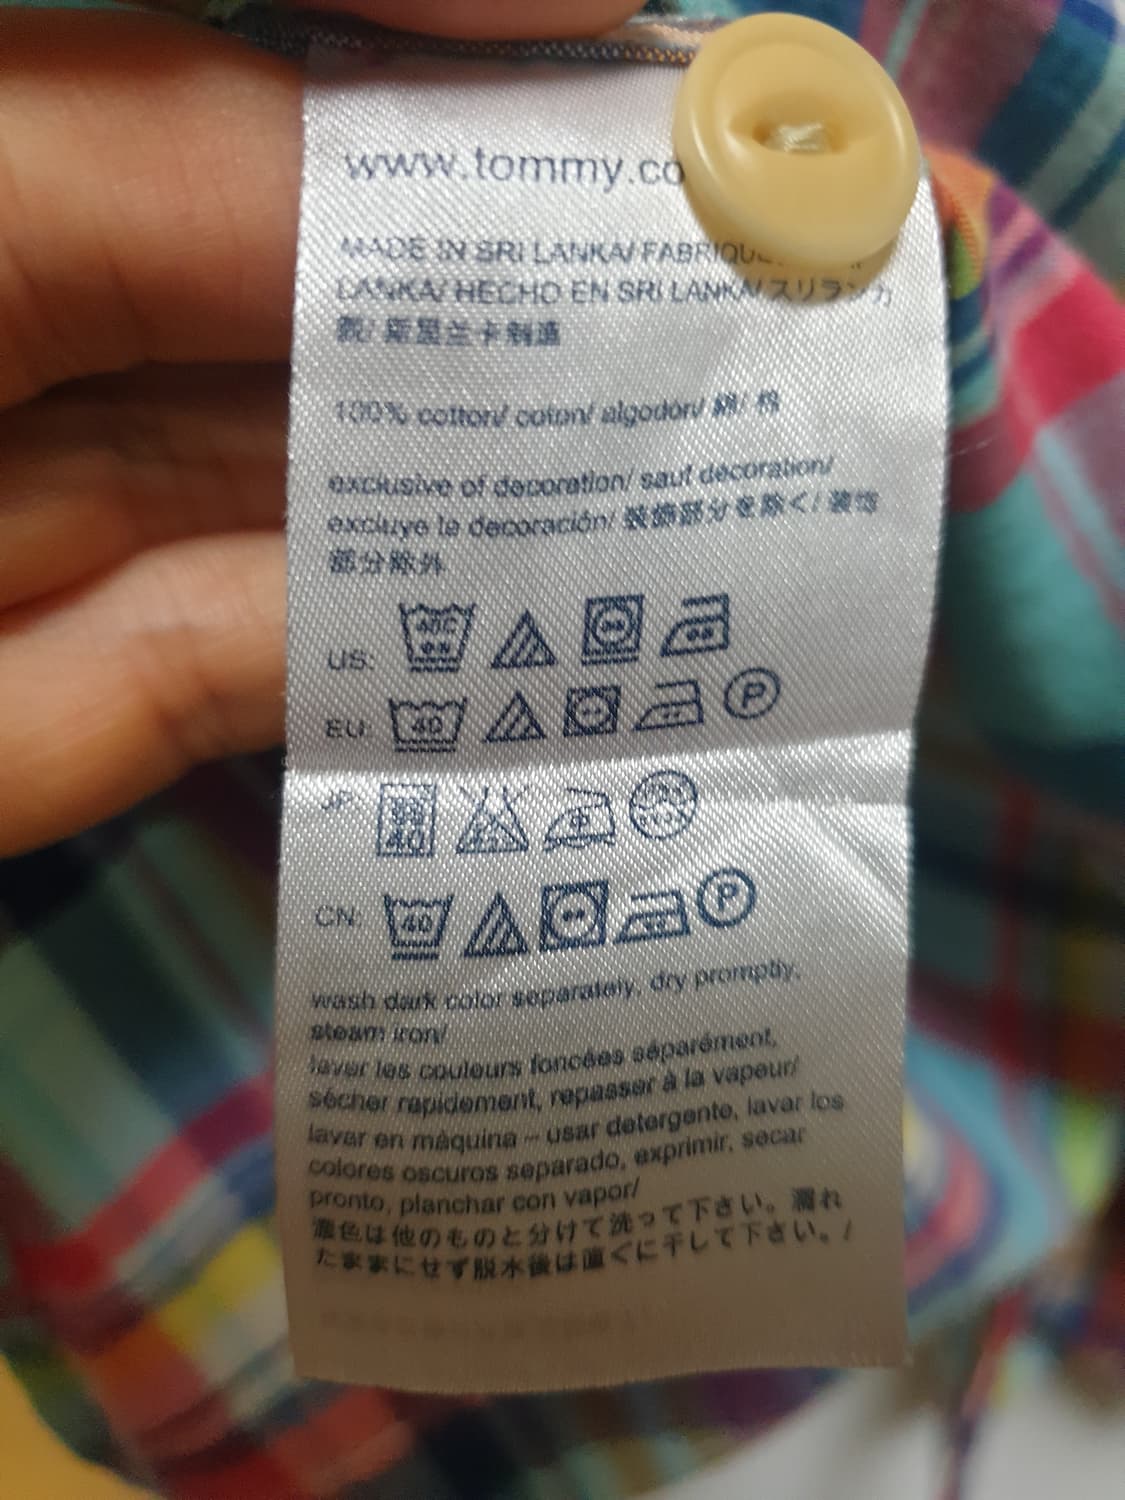 www.tommy.co
MADE IN SRI LANKA/ FABRIQU
LANKA/ HECHO EN SRI LANKA/ スリランカ
製/ 斯里兰卡制造
100% cotton/ coton/ algodón/ 綿/ 棉
exclusive of decoration/ sauf décoration/
excluye la decoración/ 装飾部分を除く/ 装饰
部分除外
US: 40C
EU: 40 P
JP 40
CN: 40 P
wash dark color separately, dry promptly,
steam iron/
laver les couleurs foncées séparément,
sécher rapidement, repasser à la vapeur/
lavar en máquina – usar detergente, lavar los
colores oscuros separado, exprimir, secar
pronto, planchar con vapor/
濃色は他のものと分けて洗って下さい。濡れ
たままにせず脱水後は直ぐに干して下さい。/